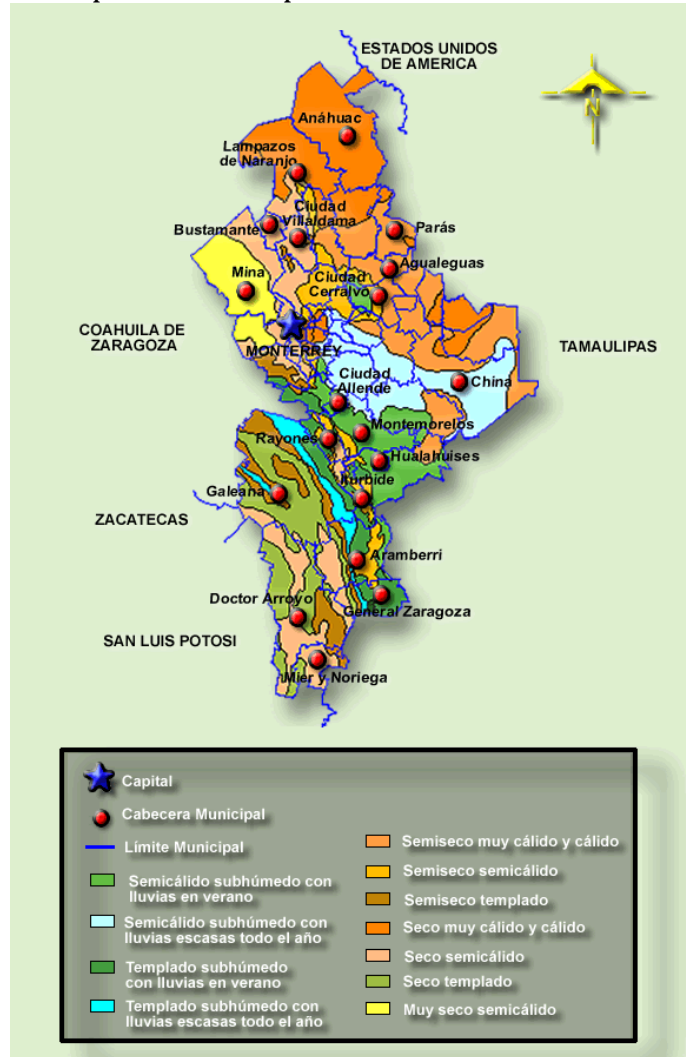 ESTADOS UNIDOS
DE AMERICA
N
Anáhuac
Lampazos
de Naranjo
Ciudad
Villaldama
Bustamante
Parás
Agualeguas
Mina
Ciudad
Cerralvo
COAHUILA DE
ZARAGOZA
MONTERREY
TAMAULIPAS
Ciudad
Allende
China
Montemorelos
Rayones
Hualahuises
Iturbide
Galeana
ZACATECAS
Aramberri
Doctor Arroyo
General Zaragoza
SAN LUIS POTOSI
Mier y Noriega
Capital
Cabecera Municipal
Límite Municipal
Semicálido subhúmedo con
lluvias en verano
Semicálido subhúmedo con
lluvias escasas todo el año
Templado subhúmedo
con lluvias en verano
Templado subhúmedo con
lluvias escasas todo el año
Semiseco muy cálido y cálido
Semiseco semicálido
Semiseco templado
Seco muy cálido y cálido
Seco semicálido
Seco templado
Muy seco semicálido